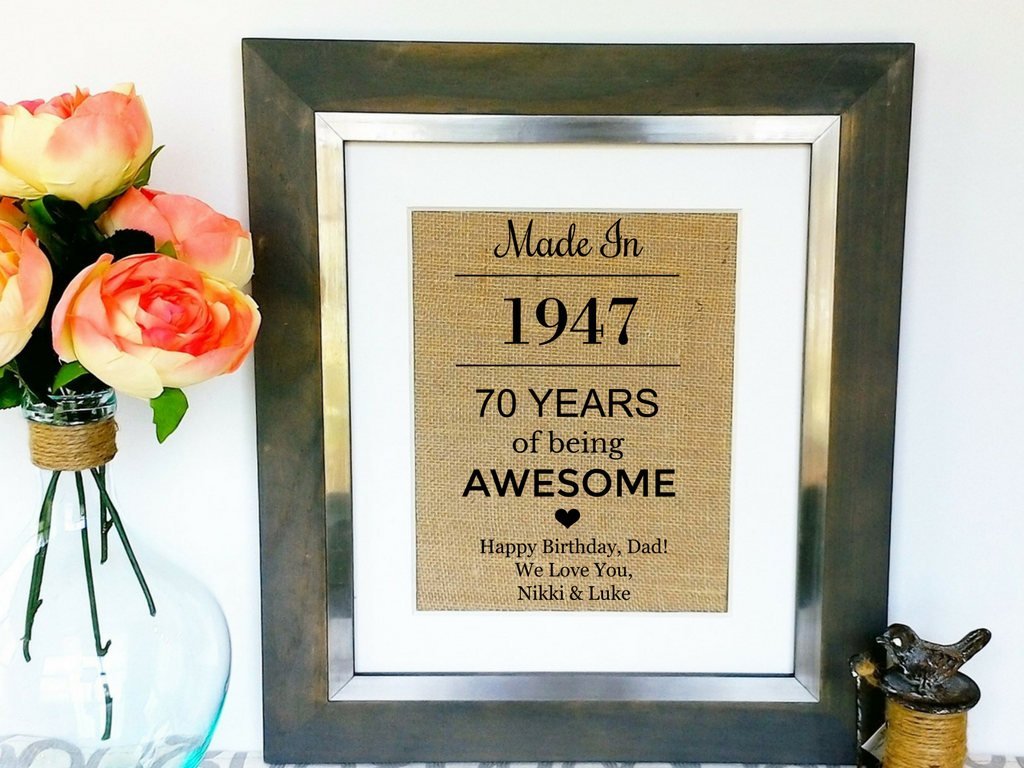 Made In
1947
70 YEARS
of being
AWESOME
Happy Birthday, Dad!
We Love You,
Nikki & Luke